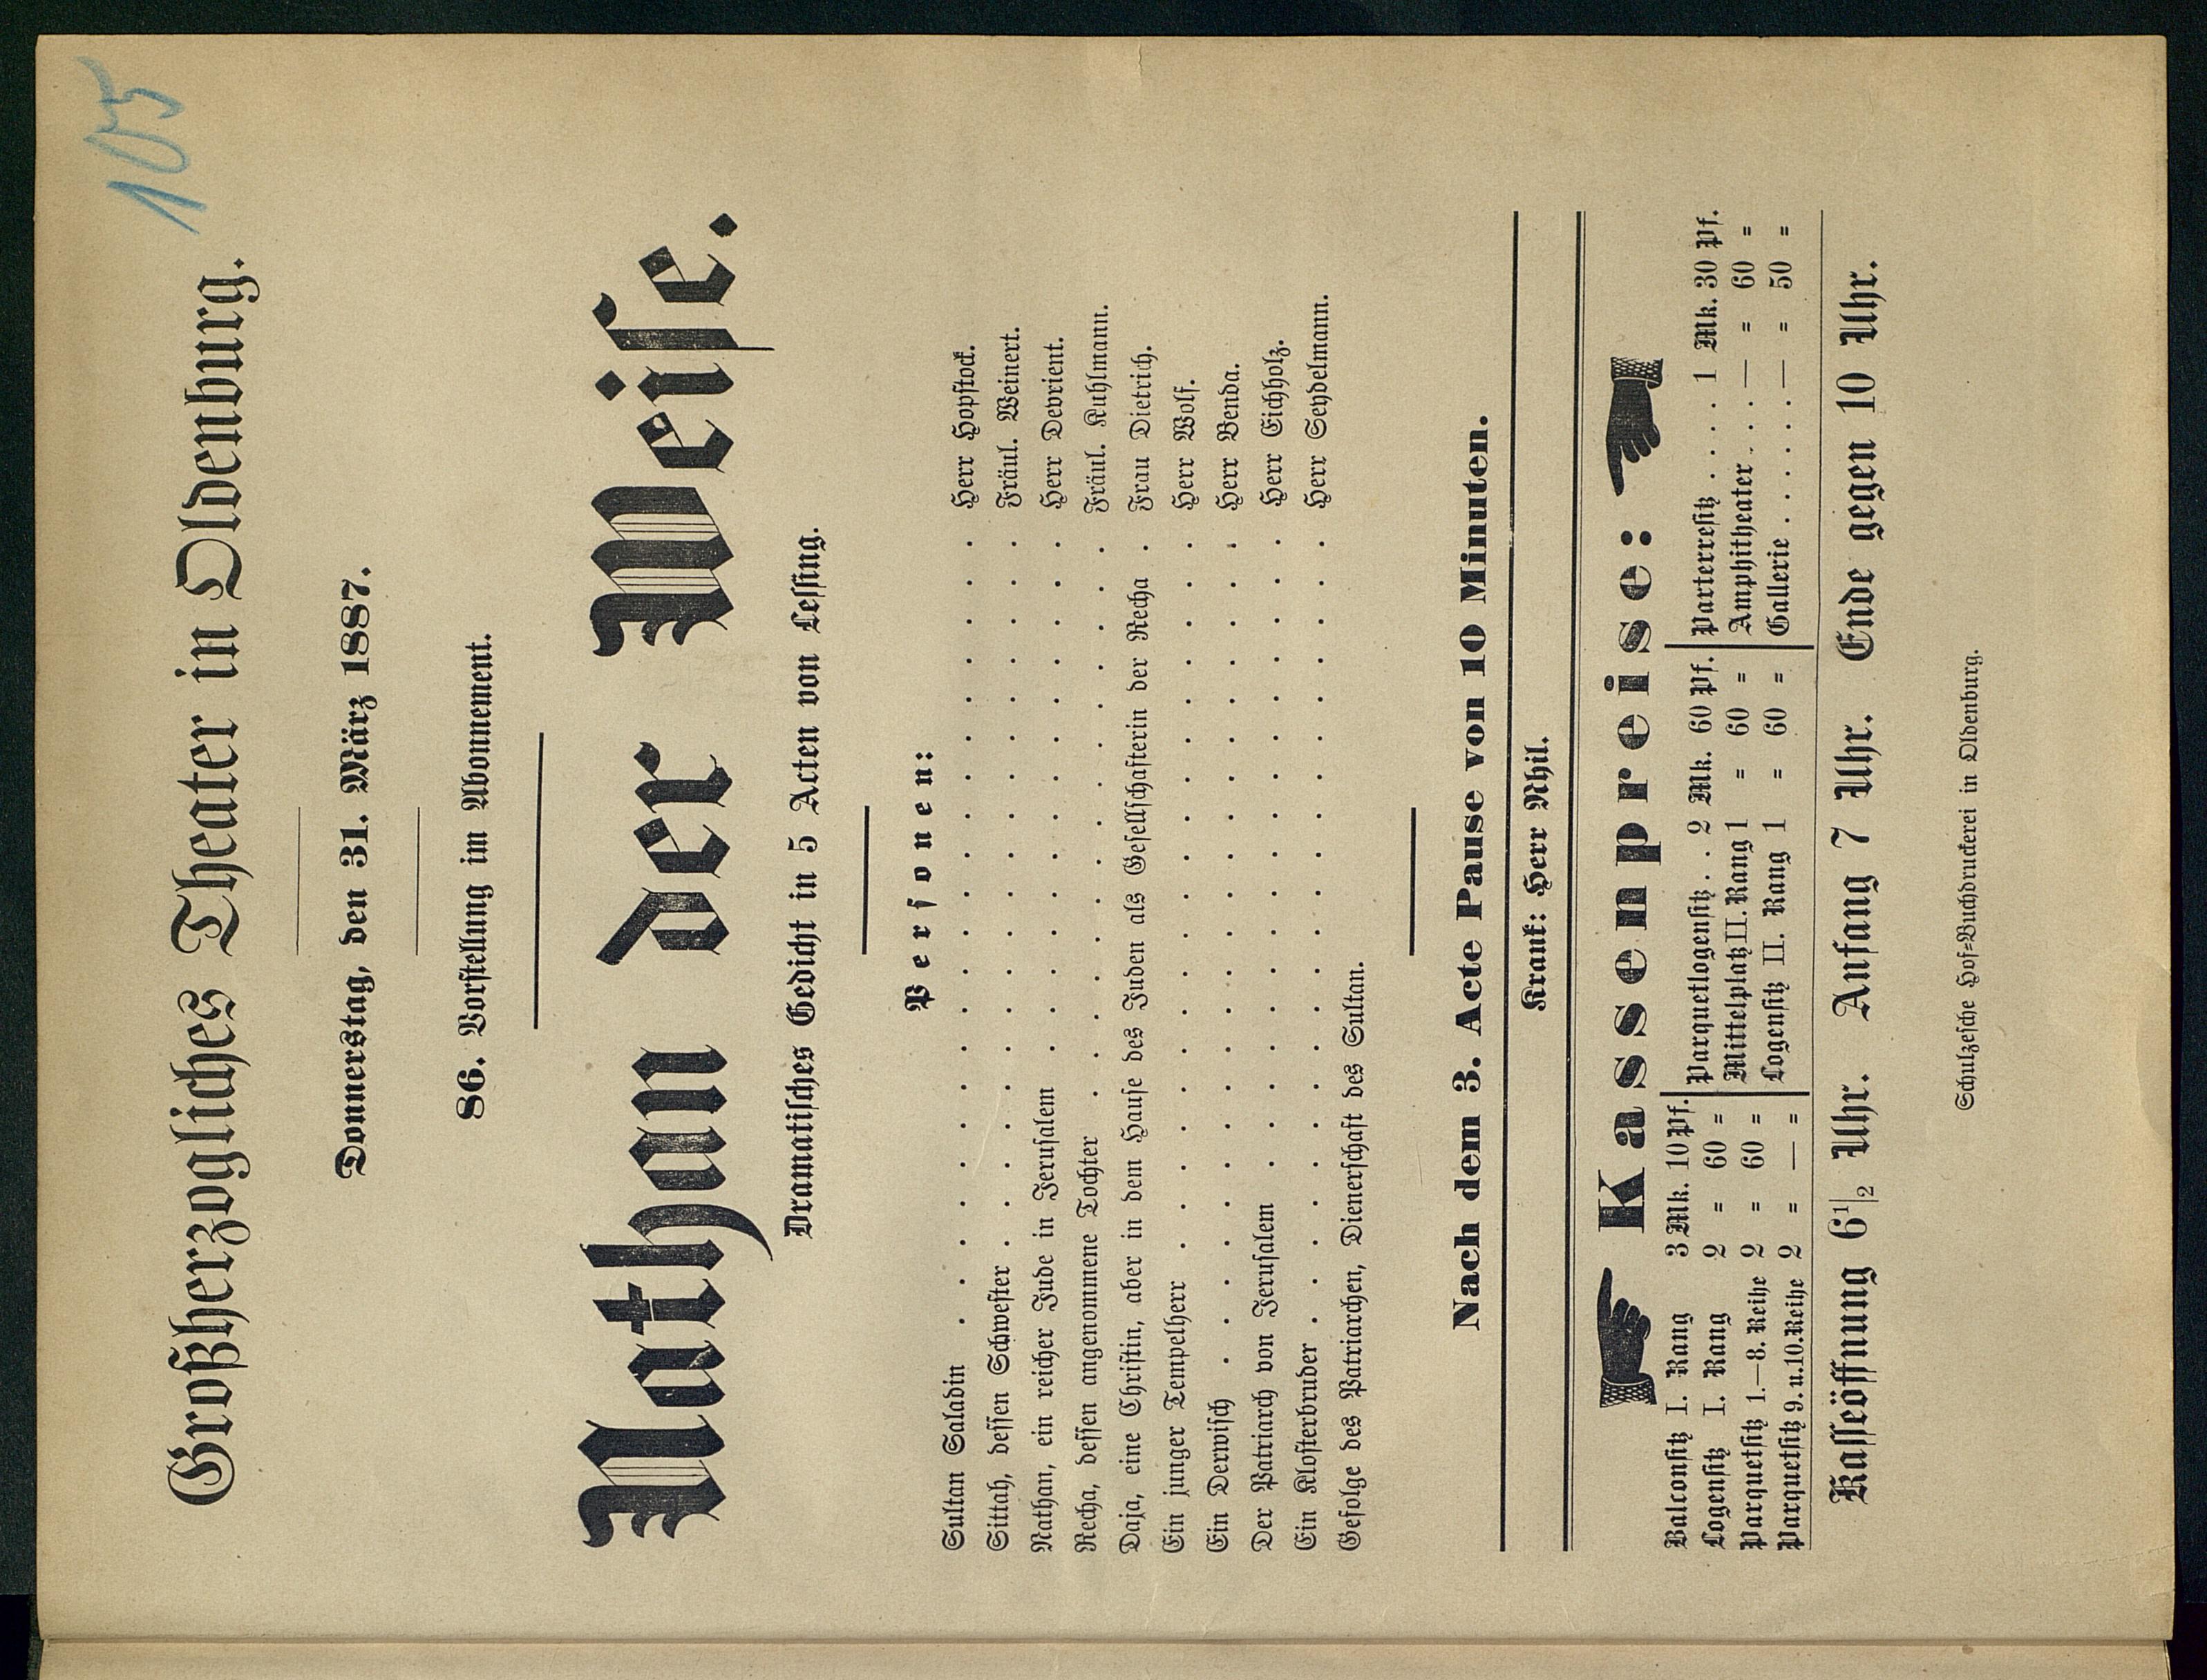 105
Großherzogliches Theater in Oldenburg.
Donnerstag, den 31. März 1887.
86. Vorstellung im Abonnement.
Nathan der Weise.
Dramatisches Gedicht in 5 Acten von Lessing.
Personen:
Sultan Saladin . . . . . . . . . . . Herr Hopstock.
Sittah, dessen Schwester . . . . . . . . . . Fräul. Weinert.
Nathan, ein reicher Jude in Jerusalem . . . . . . . . Herr Devrient.
Recha, dessen angenommene Tochter . . . . . . . . Fräul. Kuhlmann.
Daja, eine Christin, aber in dem Hause des Juden als Gesellschafterin der Recha . Frau Dietrich.
Ein junger Tempelherr . . . . . . . . . . Herr Wolf.
Ein Derwisch . . . . . . . . . . . Herr Benda.
Der Patriarch von Jerusalem . . . . . . . . . Herr Eichholz.
Ein Klosterbruder . . . . . . . . . . . Herr Seydelmann.
Gefolge des Patriarchen, Dienerschaft des Sultan.
Nach dem 3. Acte Pause von 10 Minuten.
Krank: Herr Nhil.
Kassenpreise:
Balconsitz I. Rang 3 Mk. 10 Pf.
Logensitz I. Rang 2 = 60 =
Parquetsitz 1.—8. Reihe 2 = 60 =
Parquetsitz 9. u. 10. Reihe 2 = — =
Parquetlogensitz . . 2 Mk. 60 Pf.
Mittelplatz II. Rang 1 = 60 =
Logensitz II. Rang 1 = 60 =
Parterresitz . . . . 1 Mk. 30 Pf.
Amphitheater . . . — = 60 =
Gallerie . . . . . . — = 50 =
Kasseöffnung 6 1/2 Uhr. Anfang 7 Uhr. Ende gegen 10 Uhr.
Schulzesche Hof=Buchdruckerei in Oldenburg.